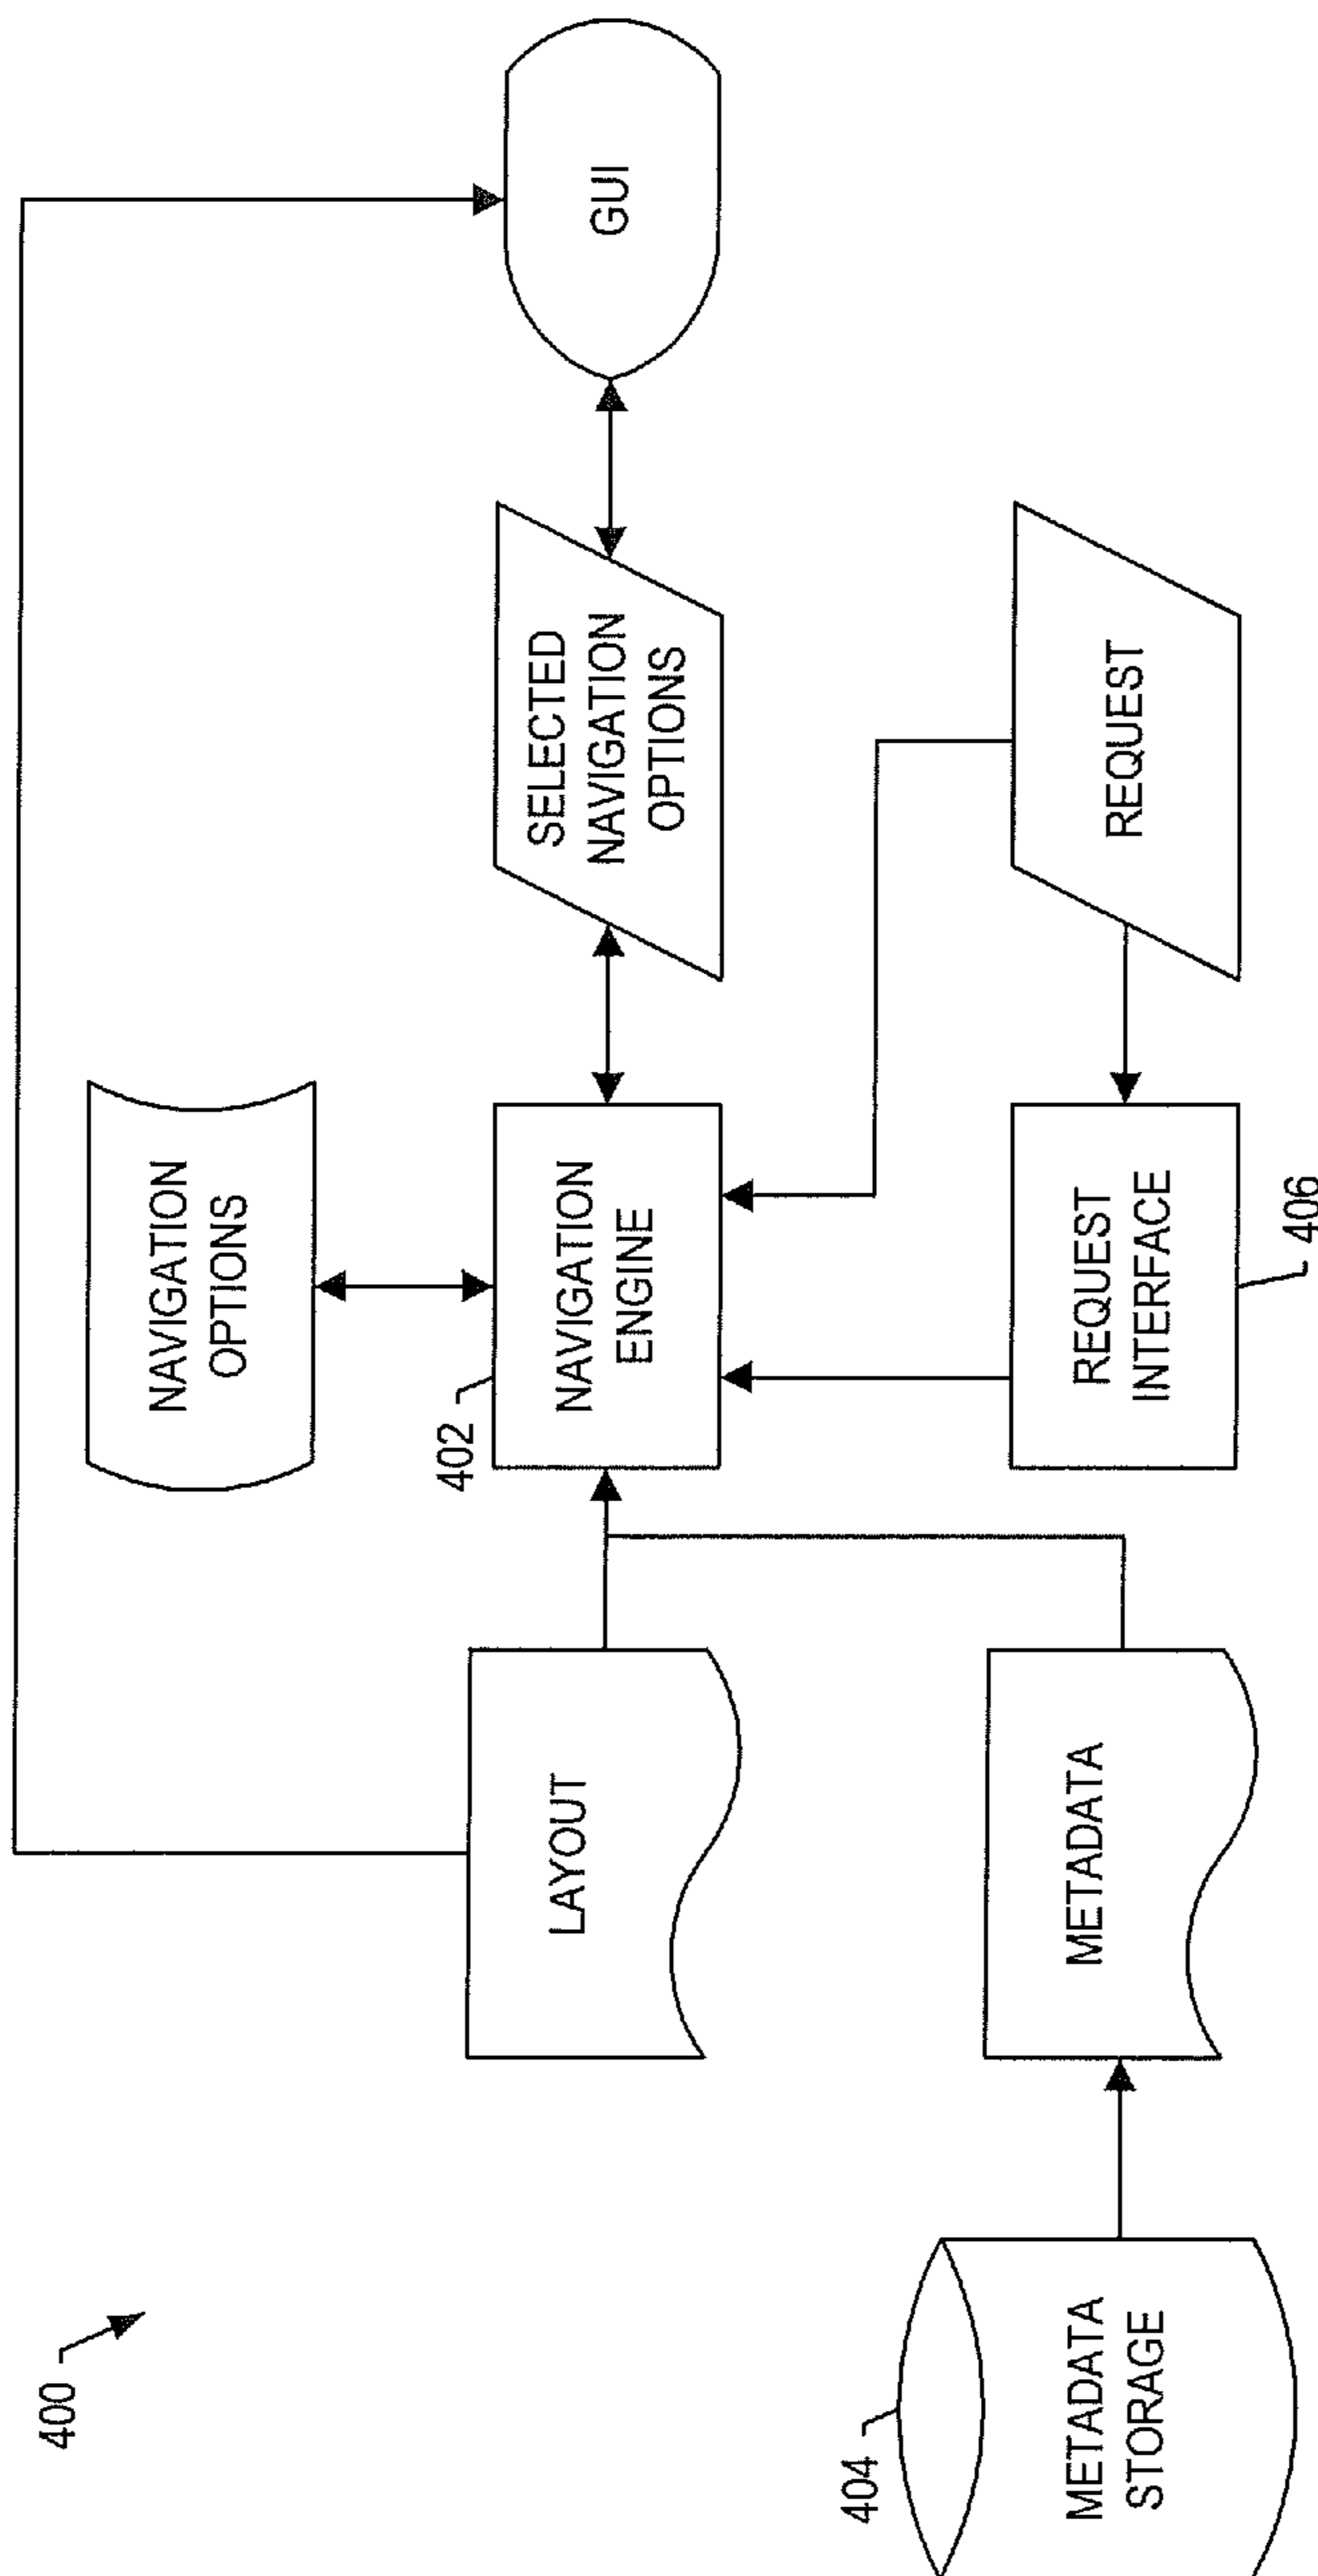 400
NAVIGATION
OPTIONS
GUI
LAYOUT
402
NAVIGATION
ENGINE
SELECTED
NAVIGATION
OPTIONS
404
METADATA
STORAGE
METADATA
REQUEST
INTERFACE
406
REQUEST